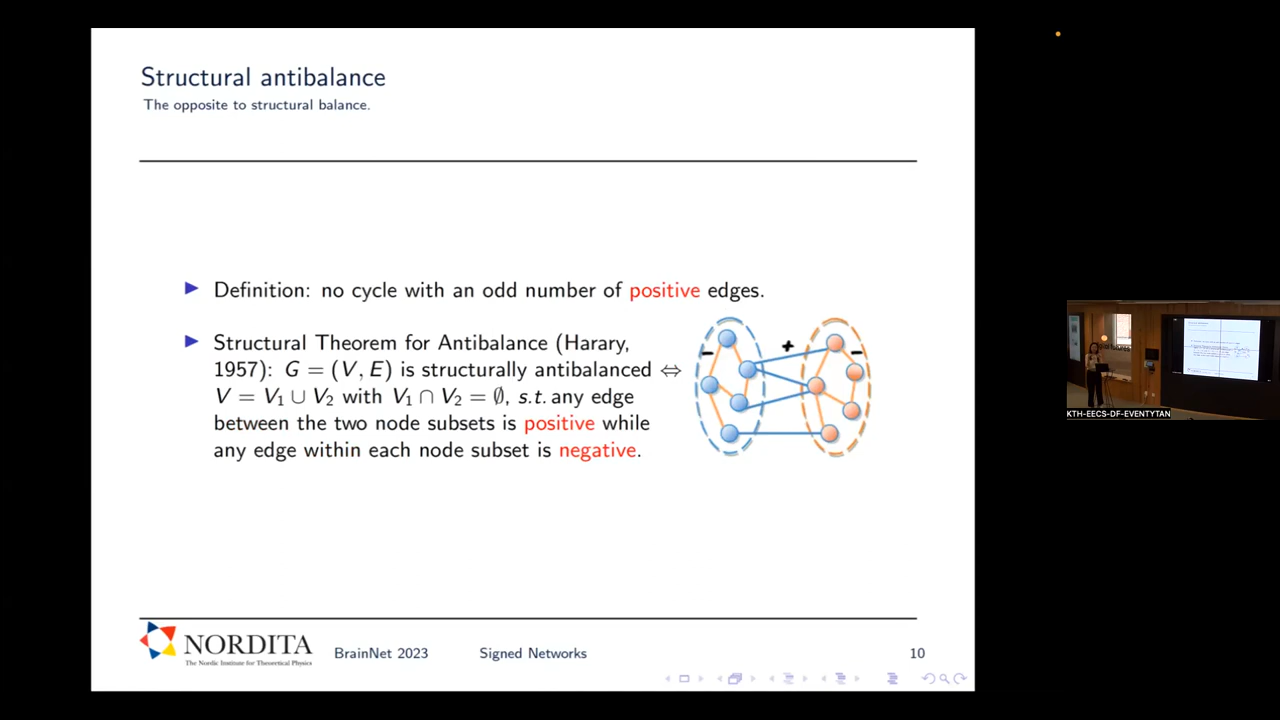 Structural antibalance
The opposite to structural balance.
▶ Definition: no cycle with an odd number of positive edges.
▶ Structural Theorem for Antibalance (Harary,
1957): G = (V, E) is structurally antibalanced ⇔
V = V₁ ∪ V₂ with V₁ ∩ V₂ = ∅, s.t. any edge
between the two node subsets is positive while
any edge within each node subset is negative.
− + −
NORDITA
The Nordic Institute for Theoretical Physics
BrainNet 2023 Signed Networks 10
KTH-EECS-DF-EVENTYTAN